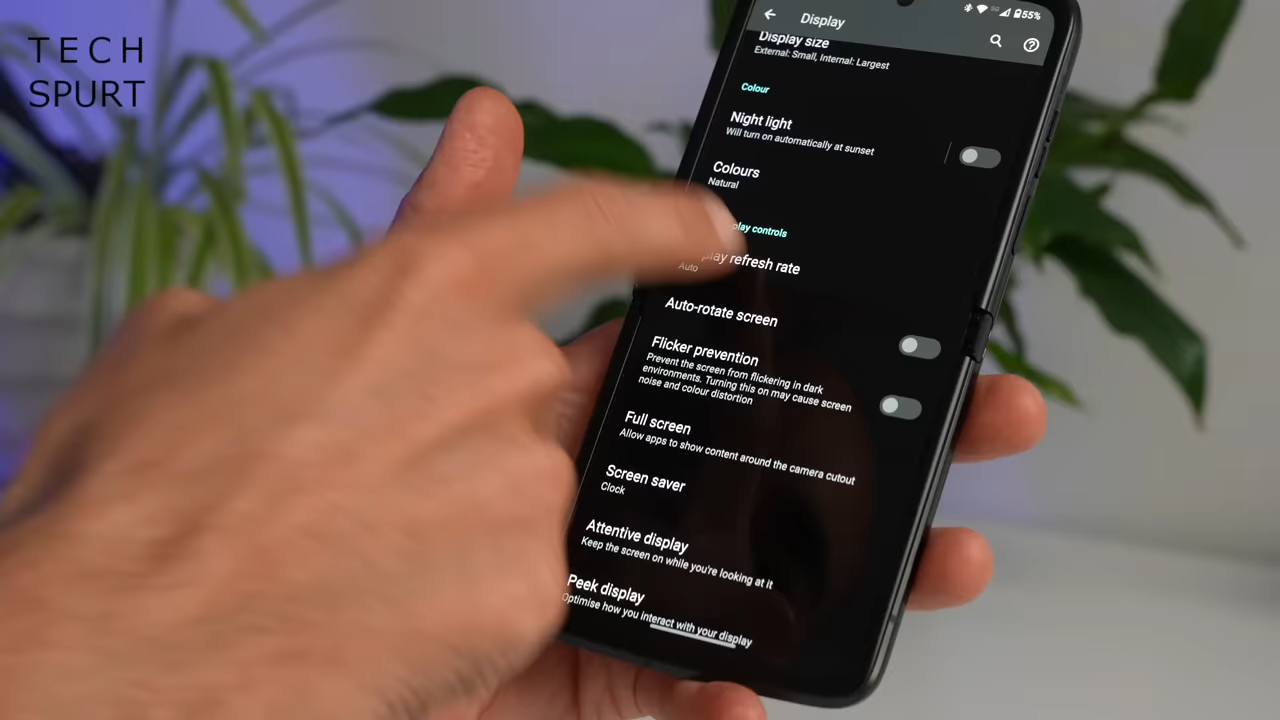 TECH
SPURT
5G 55%
Display
Display size
External: Small, Internal: Largest
Colour
Night light
Will turn on automatically at sunset
Colours
Natural
play controls
play refresh rate
Auto
Auto-rotate screen
Flicker prevention
Prevent the screen from flickering in dark
environments. Turning this on may cause screen
noise and colour distortion
Full screen
Allow apps to show content around the camera cutout
Screen saver
Clock
Attentive display
Keep the screen on while you're looking at it
Peek display
Optimise how you interact with your display